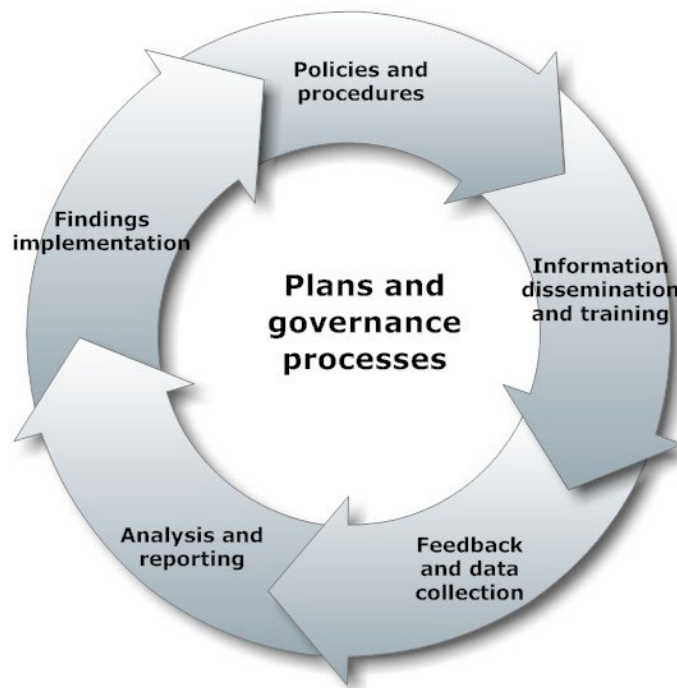 Policies and
procedures
Information
dissemination
and training
Feedback
and data
collection
Analysis and
reporting
Findings
implementation
Plans and
governance
processes